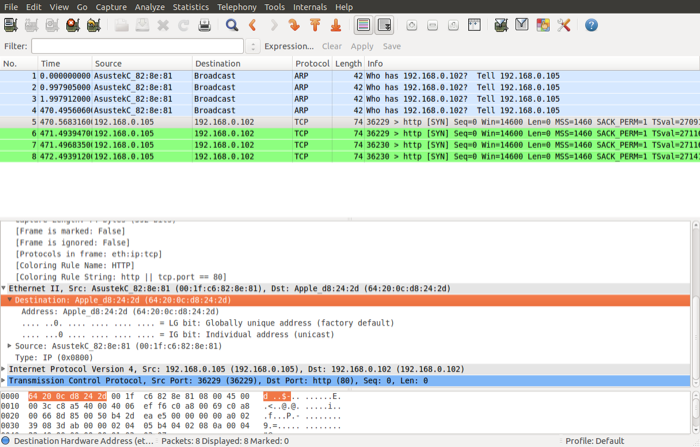 File Edit View Go Capture Analyze Statistics Telephony Tools Internals Help
Filter: Expression... Clear Apply Save
No. Time Source Destination Protocol Length Info
1 0.000000000 AsustekC_82:8e:81 Broadcast ARP 42 Who has 192.168.0.102? Tell 192.168.0.105
2 0.997905000 AsustekC_82:8e:81 Broadcast ARP 42 Who has 192.168.0.102? Tell 192.168.0.105
3 1.997912000 AsustekC_82:8e:81 Broadcast ARP 42 Who has 192.168.0.102? Tell 192.168.0.105
4 470.4956060 AsustekC_82:8e:81 Broadcast ARP 42 Who has 192.168.0.102? Tell 192.168.0.105
5 470.5683160 192.168.0.105 192.168.0.102 TCP 74 36229 > http [SYN] Seq=0 Win=14600 Len=0 MSS=1460 SACK_PERM=1 TSval=2709
6 471.4939470 192.168.0.105 192.168.0.102 TCP 74 36229 > http [SYN] Seq=0 Win=14600 Len=0 MSS=1460 SACK_PERM=1 TSval=2711
7 471.4968350 192.168.0.105 192.168.0.102 TCP 74 36230 > http [SYN] Seq=0 Win=14600 Len=0 MSS=1460 SACK_PERM=1 TSval=2711
8 472.4939120 192.168.0.105 192.168.0.102 TCP 74 36230 > http [SYN] Seq=0 Win=14600 Len=0 MSS=1460 SACK_PERM=1 TSval=2714
[Frame is marked: False]
[Frame is ignored: False]
[Protocols in frame: eth:ip:tcp]
[Coloring Rule Name: HTTP]
[Coloring Rule String: http || tcp.port == 80]
Ethernet II, Src: AsustekC_82:8e:81 (00:1f:c6:82:8e:81), Dst: Apple_d8:24:2d (64:20:0c:d8:24:2d)
Destination: Apple_d8:24:2d (64:20:0c:d8:24:2d)
Address: Apple_d8:24:2d (64:20:0c:d8:24:2d)
.... ..0. .... .... .... .... = LG bit: Globally unique address (factory default)
.... ...0 .... .... .... .... = IG bit: Individual address (unicast)
Source: AsustekC_82:8e:81 (00:1f:c6:82:8e:81)
Type: IP (0x0800)
Internet Protocol Version 4, Src: 192.168.0.105 (192.168.0.105), Dst: 192.168.0.102 (192.168.0.102)
Transmission Control Protocol, Src Port: 36229 (36229), Dst Port: http (80), Seq: 0, Len: 0
0000 64 20 0c d8 24 2d 00 1f c6 82 8e 81 08 00 45 00 d ..$-.. ......E.
0010 00 3c c8 a5 40 00 40 06 ef f6 c0 a8 00 69 c0 a8 .<..@.@. .....i..
0020 00 66 8d 85 00 50 b4 2d ea e5 00 00 00 00 a0 02 .f...P.- ........
0030 39 08 3d ab 00 00 02 04 05 b4 04 02 08 0a 00 04 9.=..... ........
Destination Hardware Address (et... Packets: 8 Displayed: 8 Marked: 0 Profile: Default